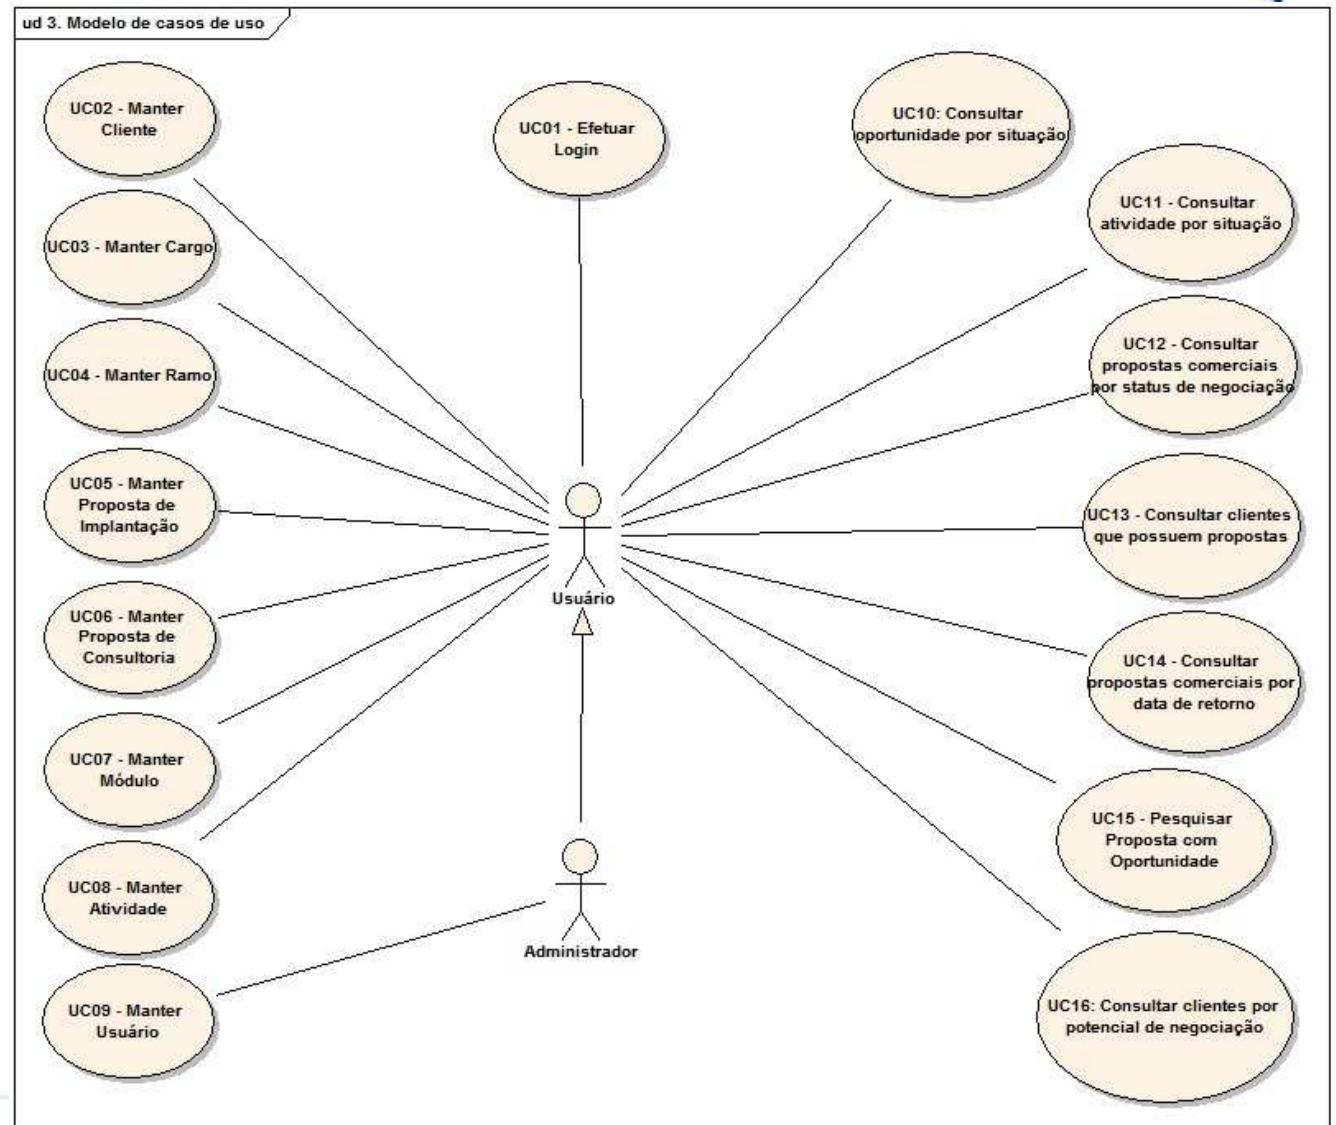 ud 3. Modelo de casos de uso
UC02 - Manter
Cliente
UC03 - Manter Cargo
UC04 - Manter Ramo
UC05 - Manter
Proposta de
Implantação
UC06 - Manter
Proposta de
Consultoria
UC07 - Manter
Módulo
UC08 - Manter
Atividade
UC09 - Manter
Usuário
UC01 - Efetuar
Login
Usuário
Administrador
UC10: Consultar
oportunidade por situação
UC11 - Consultar
atividade por situação
UC12 - Consultar
propostas comerciais
por status de negociação
UC13 - Consultar clientes
que possuem propostas
UC14 - Consultar
propostas comerciais por
data de retorno
UC15 - Pesquisar
Proposta com
Oportunidade
UC16: Consultar clientes por
potencial de negociação